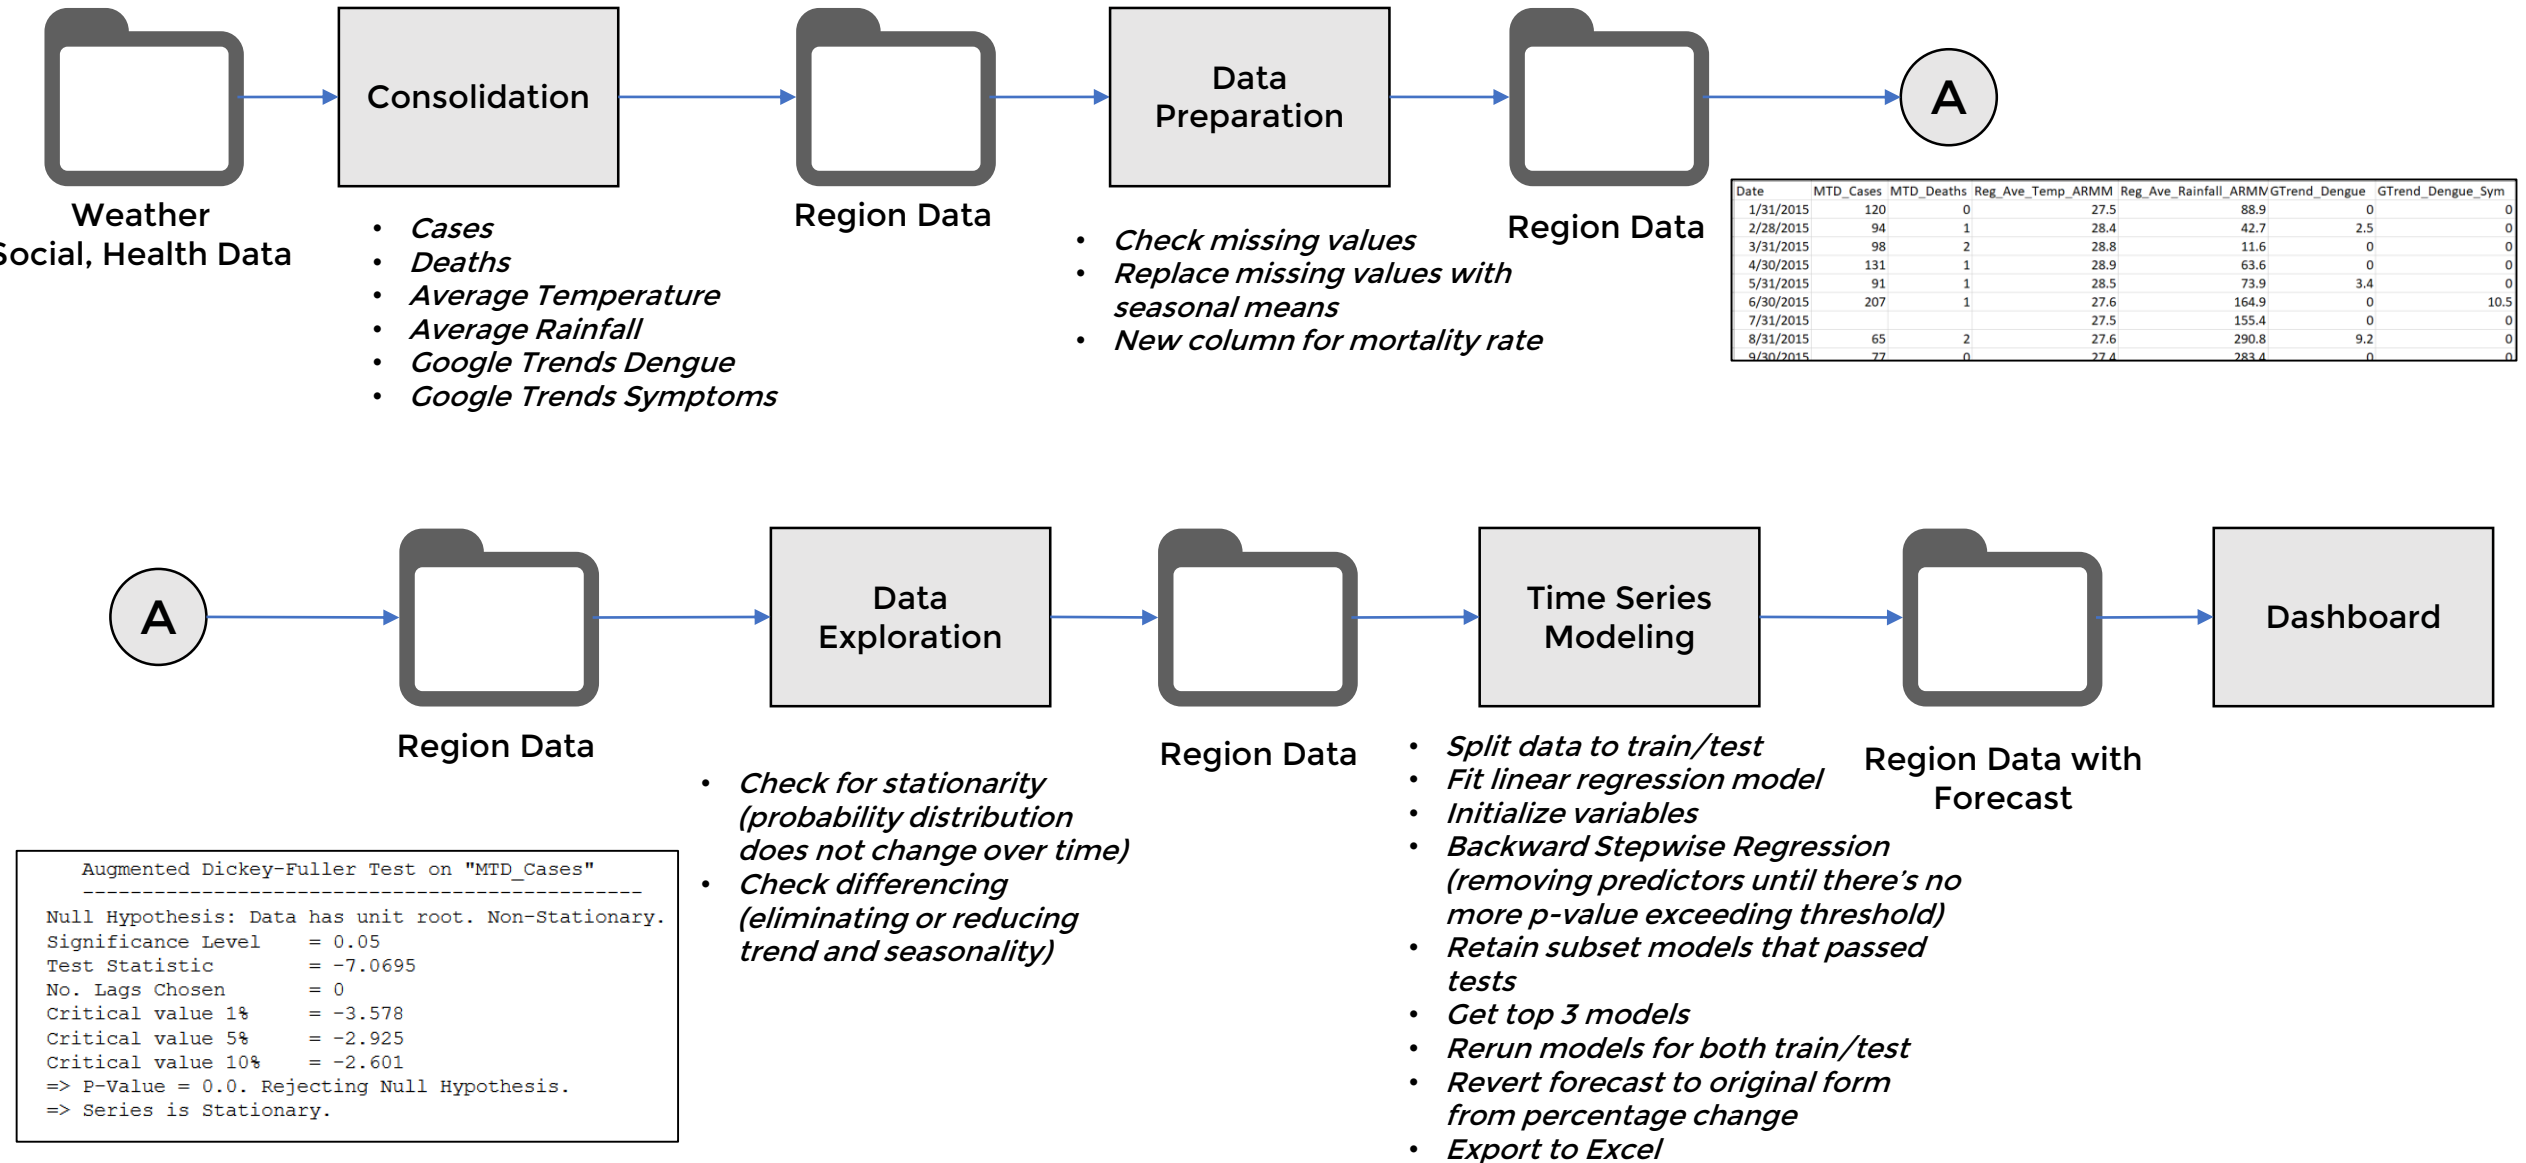 Consolidation
Data
Preparation
A
Weather
Social, Health Data
• Cases
• Deaths
• Average Temperature
• Average Rainfall
• Google Trends Dengue
• Google Trends Symptoms
Region Data
• Check missing values
• Replace missing values with
seasonal means
• New column for mortality rate
Region Data
Date MTD_Cases MTD_Deaths Reg_Ave_Temp_ARMM Reg_Ave_Rainfall_ARMM GTrend_Dengue GTrend_Dengue_Sym
1/31/2015 120 0 27.5 88.9 0 0
2/28/2015 94 1 28.4 42.7 2.5 0
3/31/2015 98 2 28.8 11.6 0 0
4/30/2015 131 1 28.9 63.6 0 0
5/31/2015 91 1 28.5 73.9 3.4 0
6/30/2015 207 1 27.6 164.9 0 10.5
7/31/2015 27.5 155.4 0 0
8/31/2015 65 2 27.6 290.8 9.2 0
9/30/2015 77 0 27.4 283.4 0 0
A
Data
Exploration
Time Series
Modeling
Dashboard
Region Data
• Check for stationarity
(probability distribution
does not change over time)
• Check differencing
(eliminating or reducing
trend and seasonality)
Region Data
• Split data to train/test
• Fit linear regression model
• Initialize variables
• Backward Stepwise Regression
(removing predictors until there's no
more p-value exceeding threshold)
• Retain subset models that passed
tests
• Get top 3 models
• Rerun models for both train/test
• Revert forecast to original form
from percentage change
• Export to Excel
Region Data with
Forecast
Augmented Dickey-Fuller Test on "MTD_Cases"
-----------------------------------------------
Null Hypothesis: Data has unit root. Non-Stationary.
Significance Level = 0.05
Test Statistic = -7.0695
No. Lags Chosen = 0
Critical value 1% = -3.578
Critical value 5% = -2.925
Critical value 10% = -2.601
=> P-Value = 0.0. Rejecting Null Hypothesis.
=> Series is Stationary.